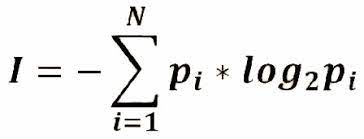 I = - ∑_{i=1}^{N} p_i * log_2 p_i